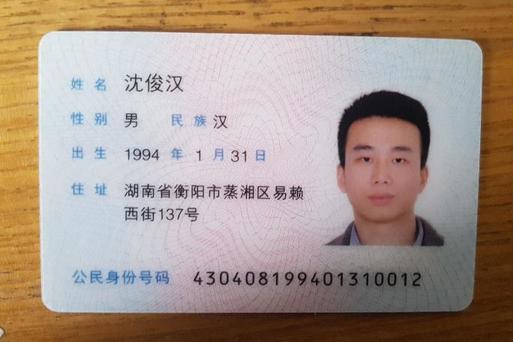 姓名 沈俊汉
性别 男 民族 汉
出生 1994 年 1 月 31 日
住址 湖南省衡阳市蒸湘区易赖
西街137号
公民身份号码 430408199401310012